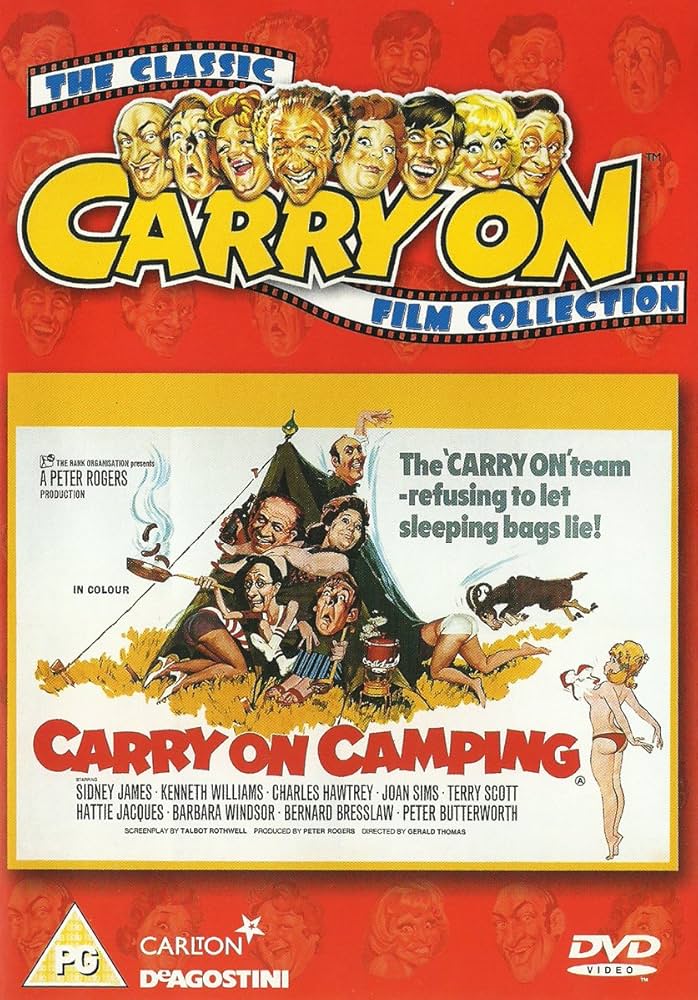 THE CLASSIC
CARRY ON™
FILM COLLECTION
THE RANK ORGANISATION presents
A PETER ROGERS
PRODUCTION
IN COLOUR
The 'CARRY ON' team
-refusing to let
sleeping bags lie!
CARRY ON CAMPING
A
STARRING
SIDNEY JAMES · KENNETH WILLIAMS · CHARLES HAWTREY · JOAN SIMS · TERRY SCOTT
HATTIE JACQUES · BARBARA WINDSOR · BERNARD BRESSLAW · PETER BUTTERWORTH
SCREENPLAY BY TALBOT ROTHWELL PRODUCED BY PETER ROGERS DIRECTED BY GERALD THOMAS
PG
CARLTON
DeAGOSTINI
DVD
VIDEO